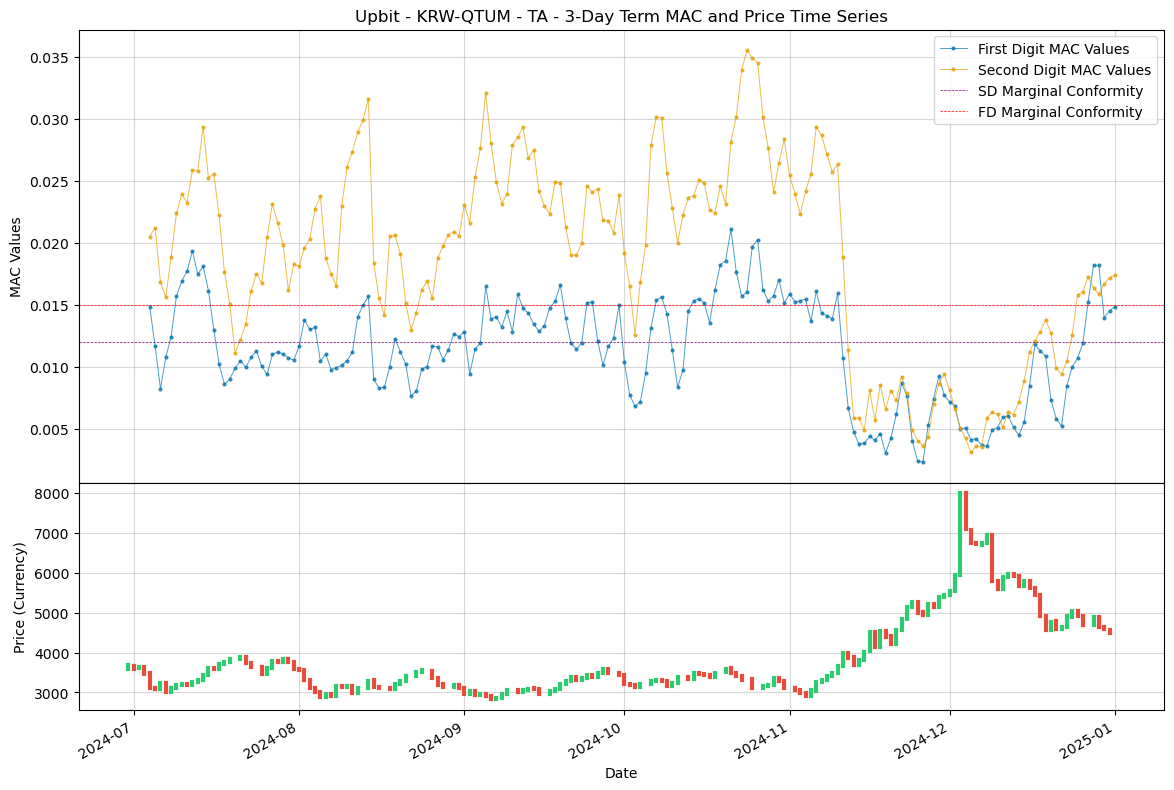 Upbit - KRW-QTUM - TA - 3-Day Term MAC and Price Time Series
First Digit MAC Values
Second Digit MAC Values
SD Marginal Conformity
FD Marginal Conformity
MAC Values
0.035
0.030
0.025
0.020
0.015
0.010
0.005
Price (Currency)
8000
7000
6000
5000
4000
3000
2024-07
2024-08
2024-09
2024-10
2024-11
2024-12
2025-01
Date